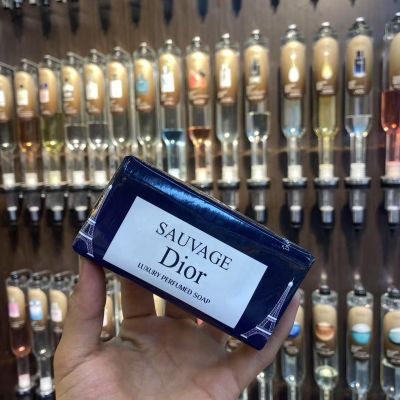 SAUVAGE
Dior
LUXURY PERFUMED SOAP